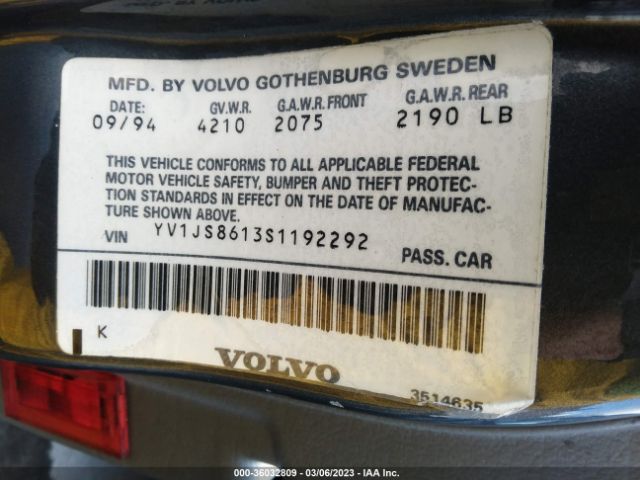 MFD. BY VOLVO GOTHENBURG SWEDEN
DATE: G.V.W.R. G.A.W.R. FRONT G.A.W.R. REAR
09/94 4210 2075 2190 LB
THIS VEHICLE CONFORMS TO ALL APPLICABLE FEDERAL
MOTOR VEHICLE SAFETY, BUMPER AND THEFT PROTEC-
TION STANDARDS IN EFFECT ON THE DATE OF MANUFAC-
TURE SHOWN ABOVE.
VIN YV1JS8613S1192292
PASS. CAR
K
VOLVO
3514635
000-36032809 - 03/06/2023 - IAA Inc.